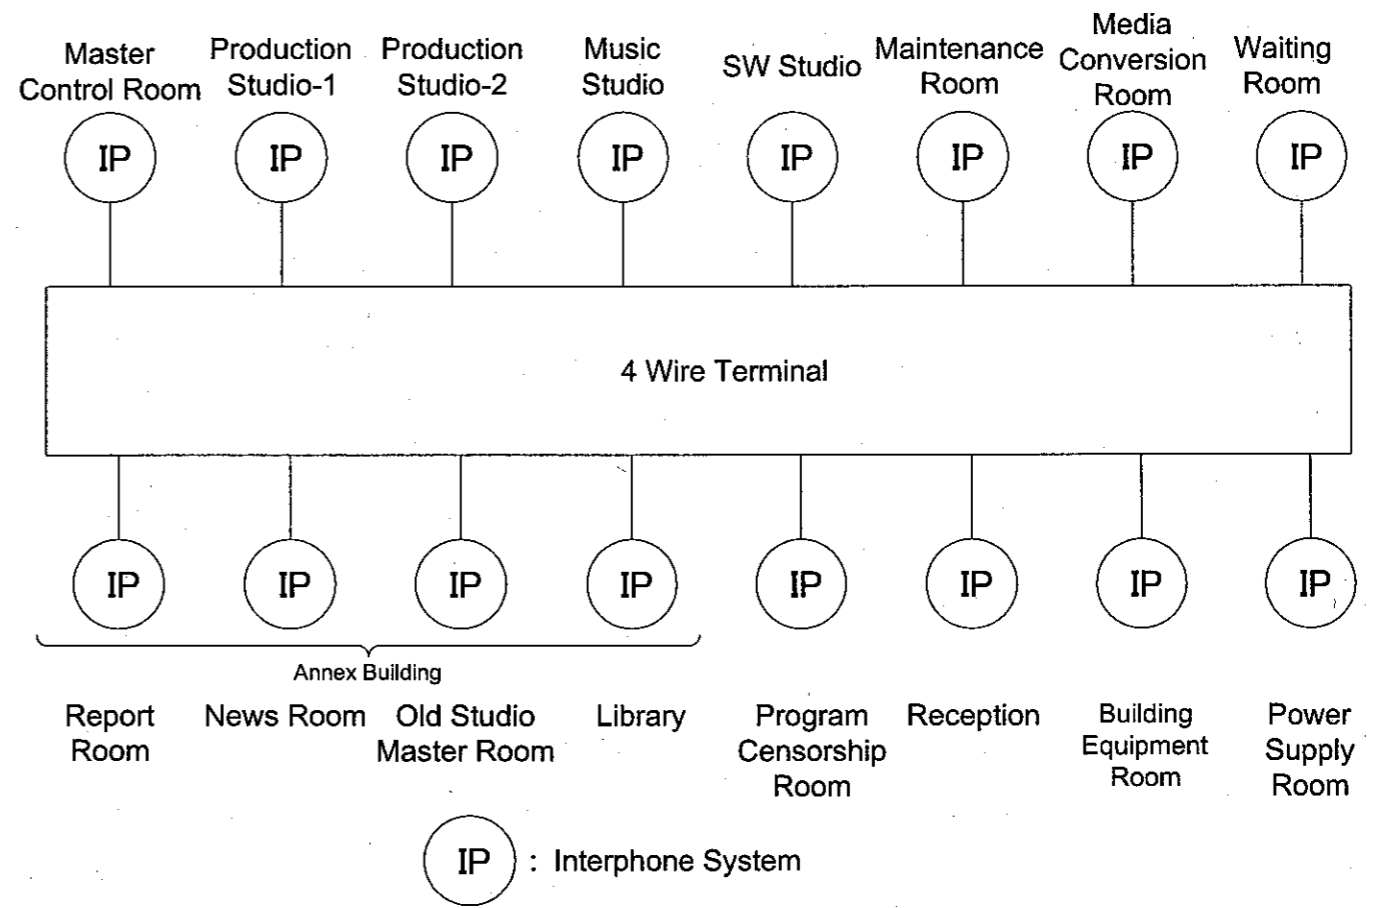 Master
Control Room
Production
Studio-1
Production
Studio-2
Music
Studio
SW Studio
Maintenance
Room
Media
Conversion
Room
Waiting
Room
IP
IP
IP
IP
IP
IP
IP
IP
4 Wire Terminal
IP
IP
IP
IP
IP
IP
IP
IP
Annex Building
Report
Room
News Room
Old Studio
Master Room
Library
Program
Censorship
Room
Reception
Building
Equipment
Room
Power
Supply
Room
IP : Interphone System